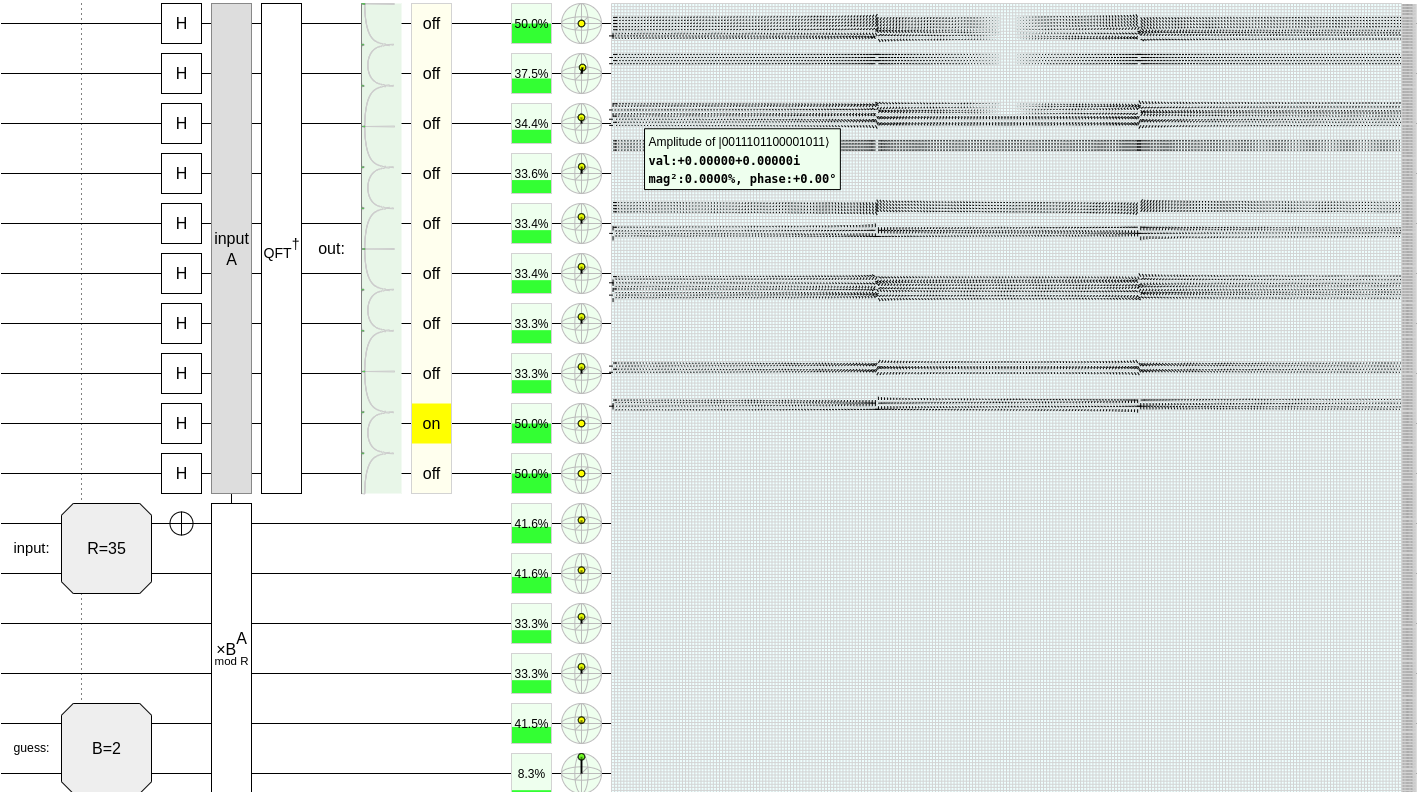 H off 50.0%
H off 37.5%
H off 34.4%
Amplitude of |0011101100001011⟩
val:+0.00000+0.00000i
mag²:0.0000%, phase:+0.00°
H off 33.6%
H off 33.4%
input
A
QFT†
out:
H off 33.4%
H off 33.3%
H off 33.3%
H on 50.0%
H off 50.0%
41.6%
input:
R=35
41.6%
33.3%
×B^A
mod R
33.3%
41.5%
guess:
B=2
8.3%